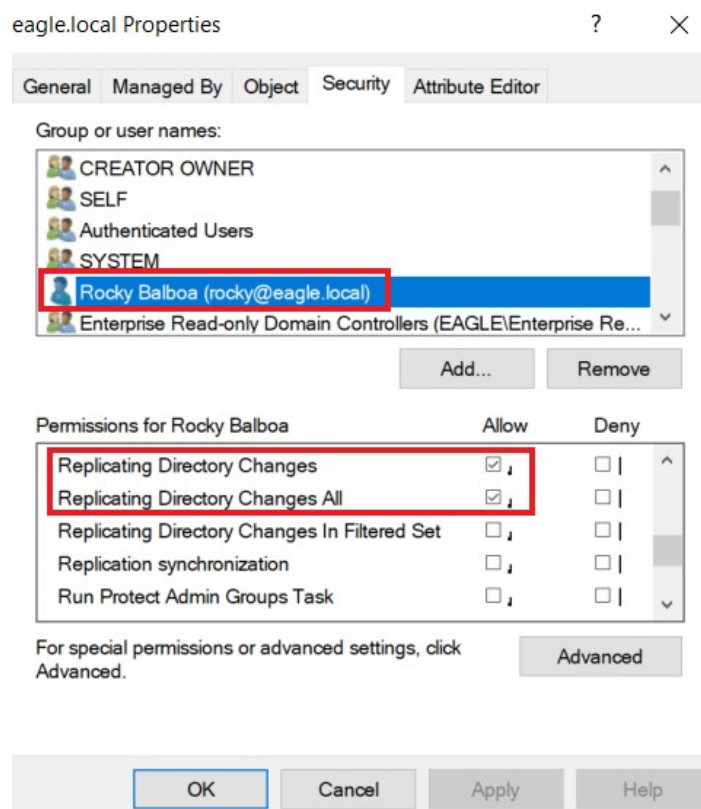 eagle.local Properties ?
General Managed By Object Security Attribute Editor
Group or user names:
CREATOR OWNER
SELF
Authenticated Users
SYSTEM
Rocky Balboa (rocky@eagle.local)
Enterprise Read-only Domain Controllers (EAGLE\Enterprise Re...
Add... Remove
Permissions for Rocky Balboa Allow Deny
Replicating Directory Changes
Replicating Directory Changes All
Replicating Directory Changes In Filtered Set
Replication synchronization
Run Protect Admin Groups Task
For special permissions or advanced settings, click
Advanced.
Advanced
OK Cancel Apply Help